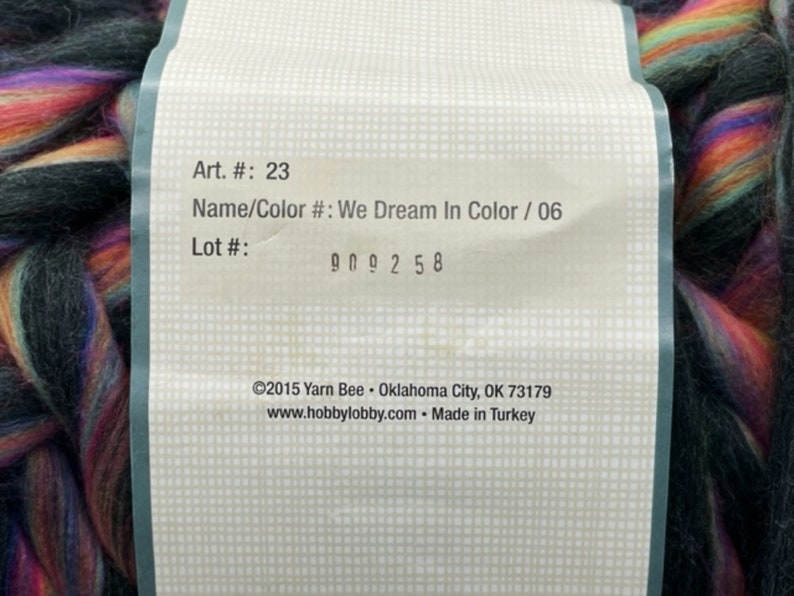 Art. #: 23
Name/Color #: We Dream In Color / 06
Lot #:
909258
©2015 Yarn Bee • Oklahoma City, OK 73179
www.hobbylobby.com • Made in Turkey